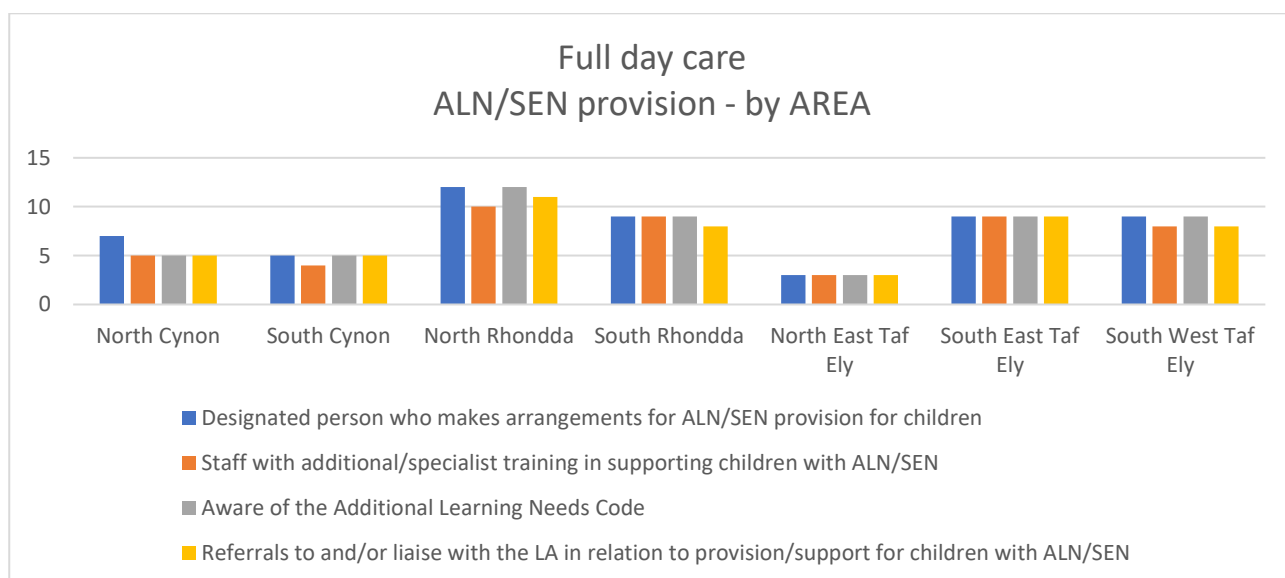 Full day care
ALN/SEN provision - by AREA
15
10
5
0
North Cynon
South Cynon
North Rhondda
South Rhondda
North East Taf
Ely
South East Taf
Ely
South West Taf
Ely
Designated person who makes arrangements for ALN/SEN provision for children
Staff with additional/specialist training in supporting children with ALN/SEN
Aware of the Additional Learning Needs Code
Referrals to and/or liaise with the LA in relation to provision/support for children with ALN/SEN